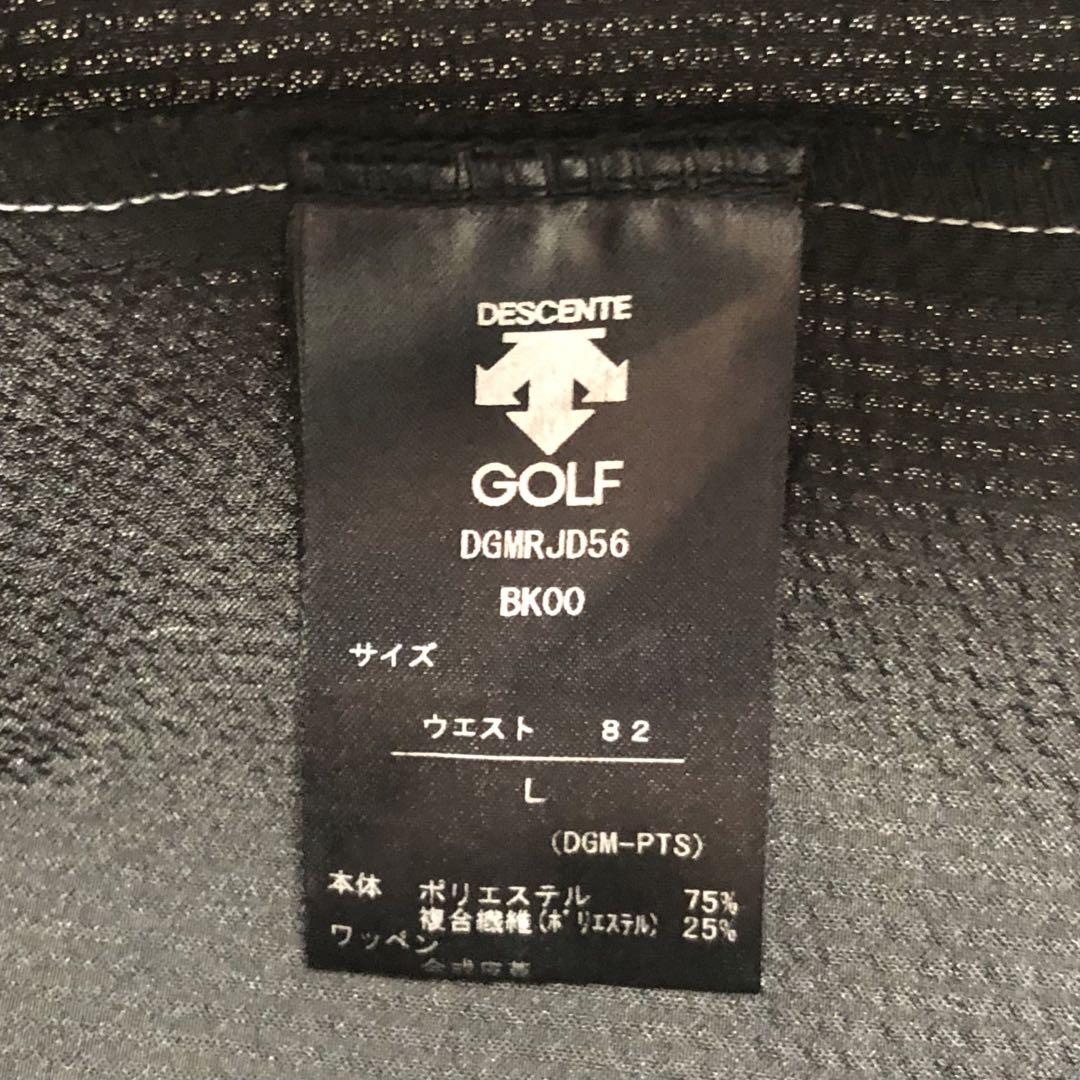 DESCENTE
GOLF
DGMRJD56
BK00
サイズ
ウエスト 82
L
(DGM-PTS)
本体 ポリエステル 75%
複合繊維(ポリエステル) 25%
ワッペン